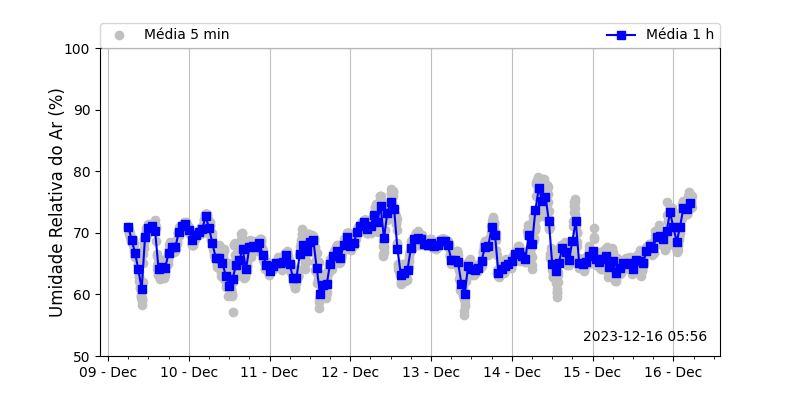 Média 5 min
Média 1 h
Umidade Relativa do Ar (%)
100
90
80
70
60
50
2023-12-16 05:56
09 - Dec
10 - Dec
11 - Dec
12 - Dec
13 - Dec
14 - Dec
15 - Dec
16 - Dec